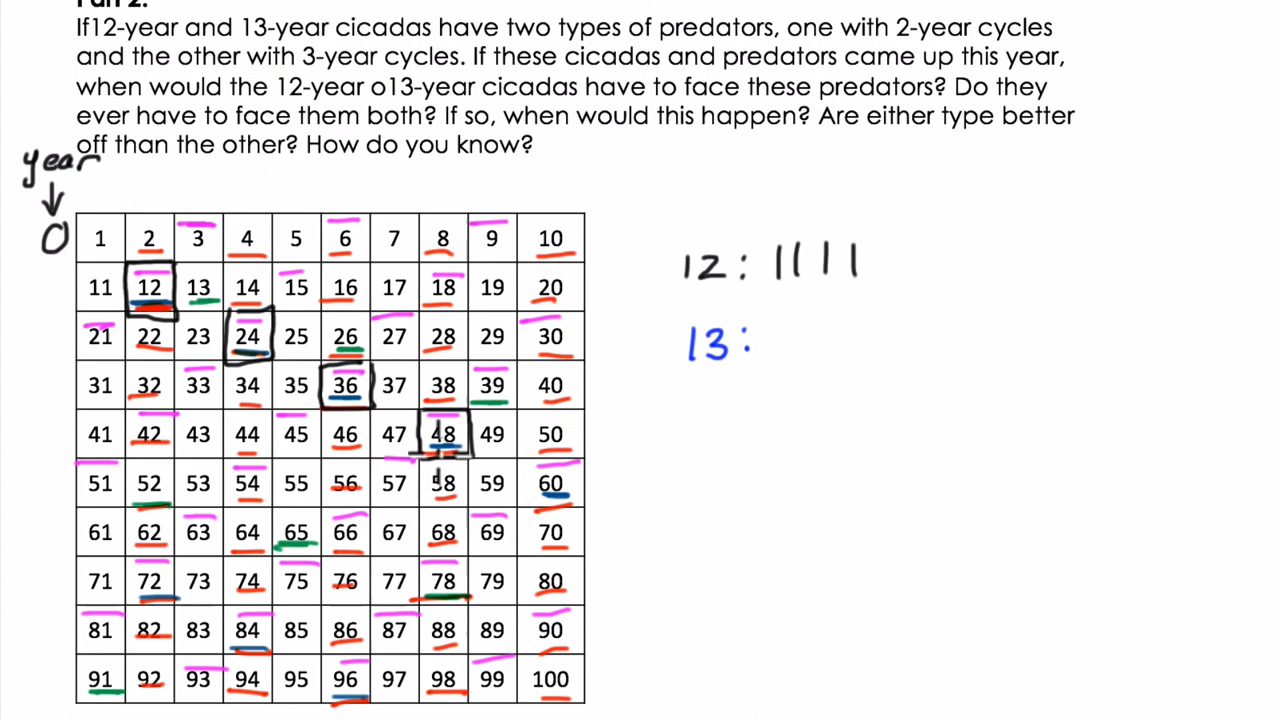 Part 2:
If12-year and 13-year cicadas have two types of predators, one with 2-year cycles
and the other with 3-year cycles. If these cicadas and predators came up this year,
when would the 12-year o13-year cicadas have to face these predators? Do they
ever have to face them both? If so, when would this happen? Are either type better
off than the other? How do you know?
year
0 1 2 3 4 5 6 7 8 9 10
11 12 13 14 15 16 17 18 19 20
21 22 23 24 25 26 27 28 29 30
31 32 33 34 35 36 37 38 39 40
41 42 43 44 45 46 47 48 49 50
51 52 53 54 55 56 57 58 59 60
61 62 63 64 65 66 67 68 69 70
71 72 73 74 75 76 77 78 79 80
81 82 83 84 85 86 87 88 89 90
91 92 93 94 95 96 97 98 99 100
12: ||||
13: